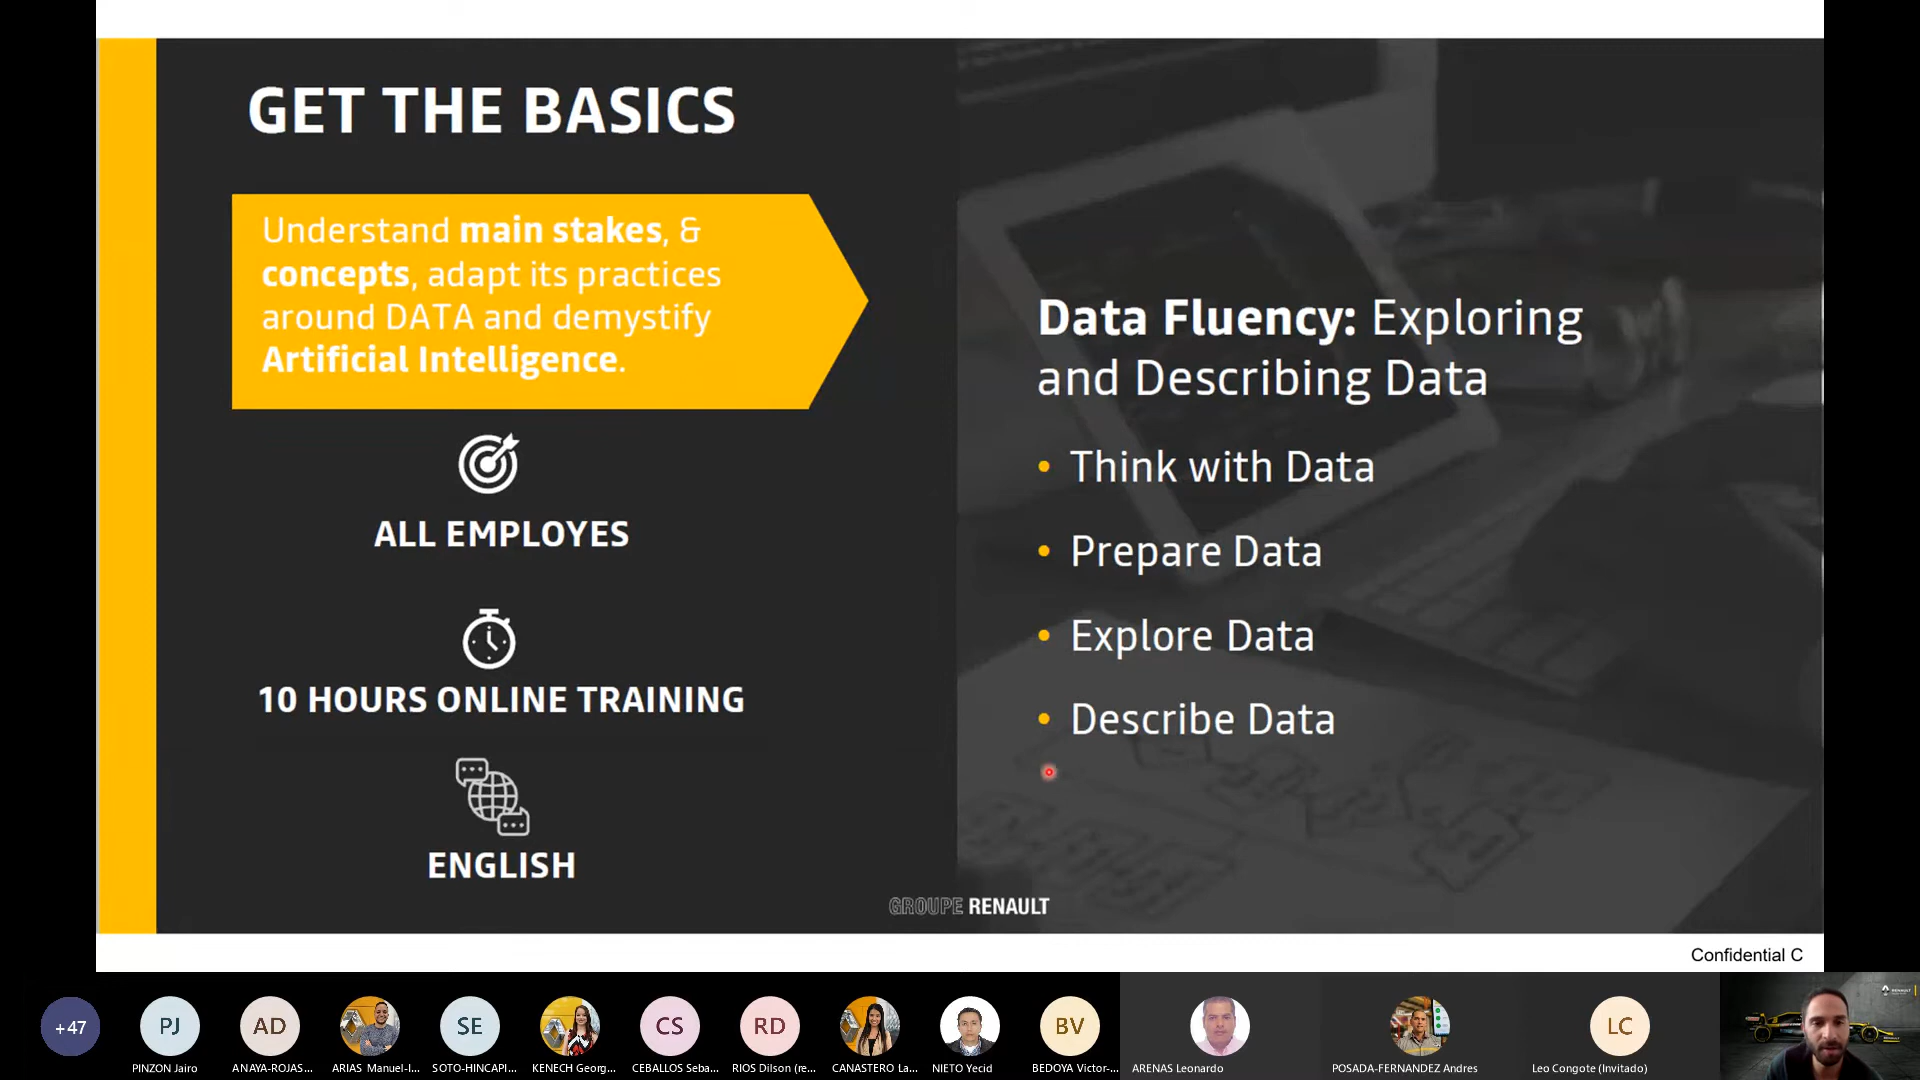 GET THE BASICS
Understand main stakes, &
concepts, adapt its practices
around DATA and demystify
Artificial Intelligence.
ALL EMPLOYES
10 HOURS ONLINE TRAINING
ENGLISH
Data Fluency: Exploring
and Describing Data
• Think with Data
• Prepare Data
• Explore Data
• Describe Data
GROUPE RENAULT
Confidential C
+47
PJ
AD
SE
CS
RD
BV
LC
PINZON Jairo
ANAYA-ROJAS...
ARIAS Manuel-I...
SOTO-HINCAPI...
KENECH Georg...
CEBALLOS Seba...
RIOS Dilson (re...
CANASTERO La...
NIETO Yecid
BEDOYA Victor-...
ARENAS Leonardo
POSADA-FERNANDEZ Andres
Leo Congote (Invitado)
RENAULT